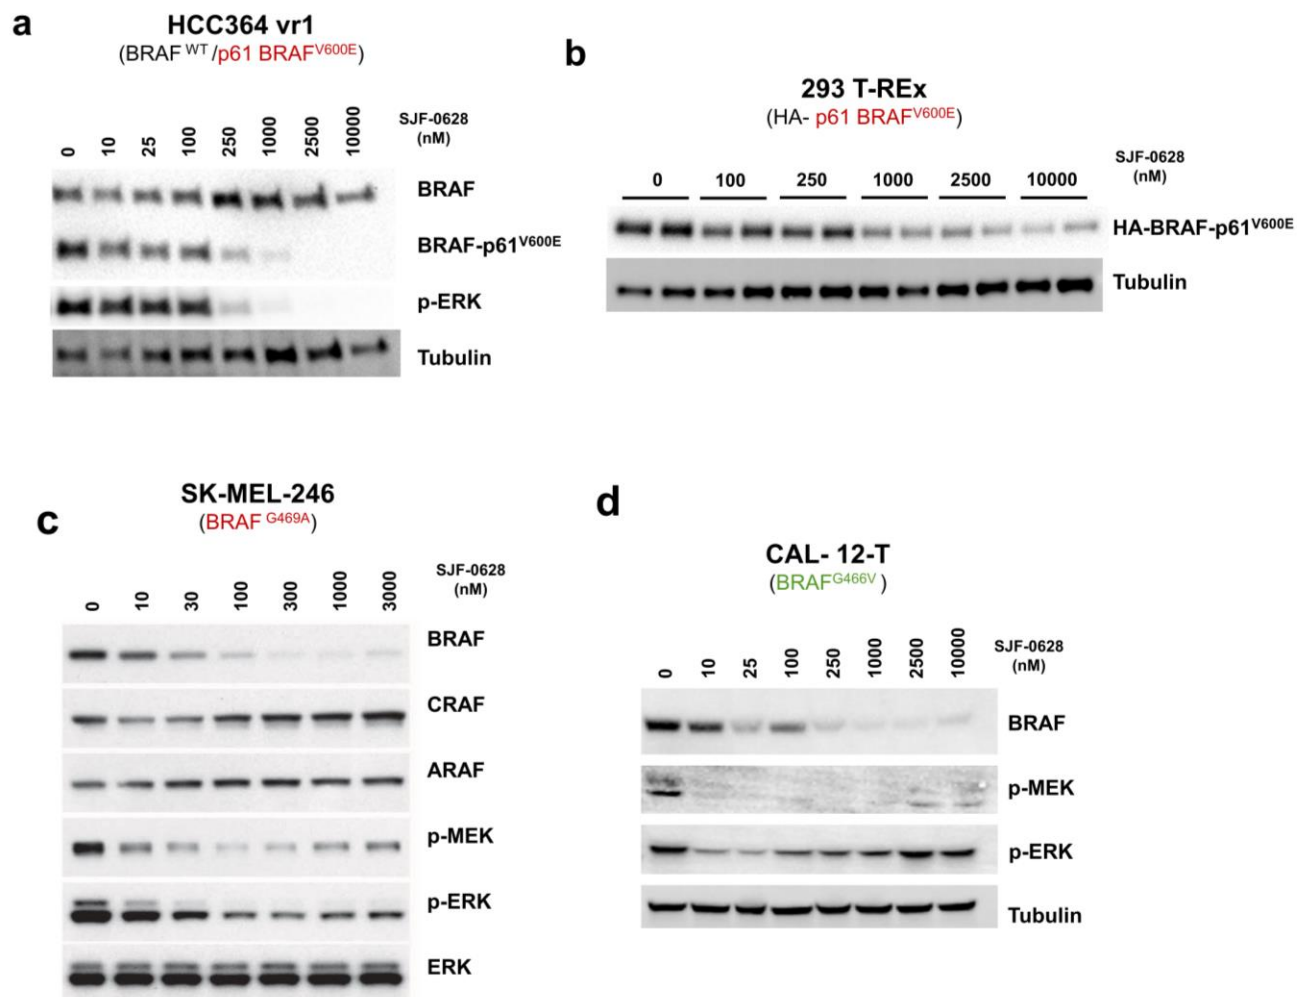 a
HCC364 vr1
(BRAF WT /p61 BRAFV600E)
SJF-0628
(nM)
0 10 25 100 250 1000 2500 10000
BRAF
BRAF-p61V600E
p-ERK
Tubulin
b
293 T-REx
(HA- p61 BRAFV600E)
SJF-0628
(nM)
0 100 250 1000 2500 10000
HA-BRAF-p61V600E
Tubulin
c
SK-MEL-246
(BRAF G469A)
SJF-0628
(nM)
0 10 30 100 300 1000 3000
BRAF
CRAF
ARAF
p-MEK
p-ERK
ERK
d
CAL- 12-T
(BRAFG466V )
SJF-0628
(nM)
0 10 25 100 250 1000 2500 10000
BRAF
p-MEK
p-ERK
Tubulin